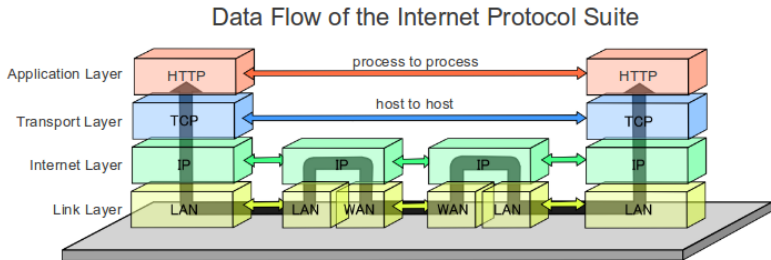 Data Flow of the Internet Protocol Suite
Application Layer HTTP process to process HTTP
Transport Layer TCP host to host TCP
Internet Layer IP IP IP IP
Link Layer LAN LAN WAN WAN LAN LAN